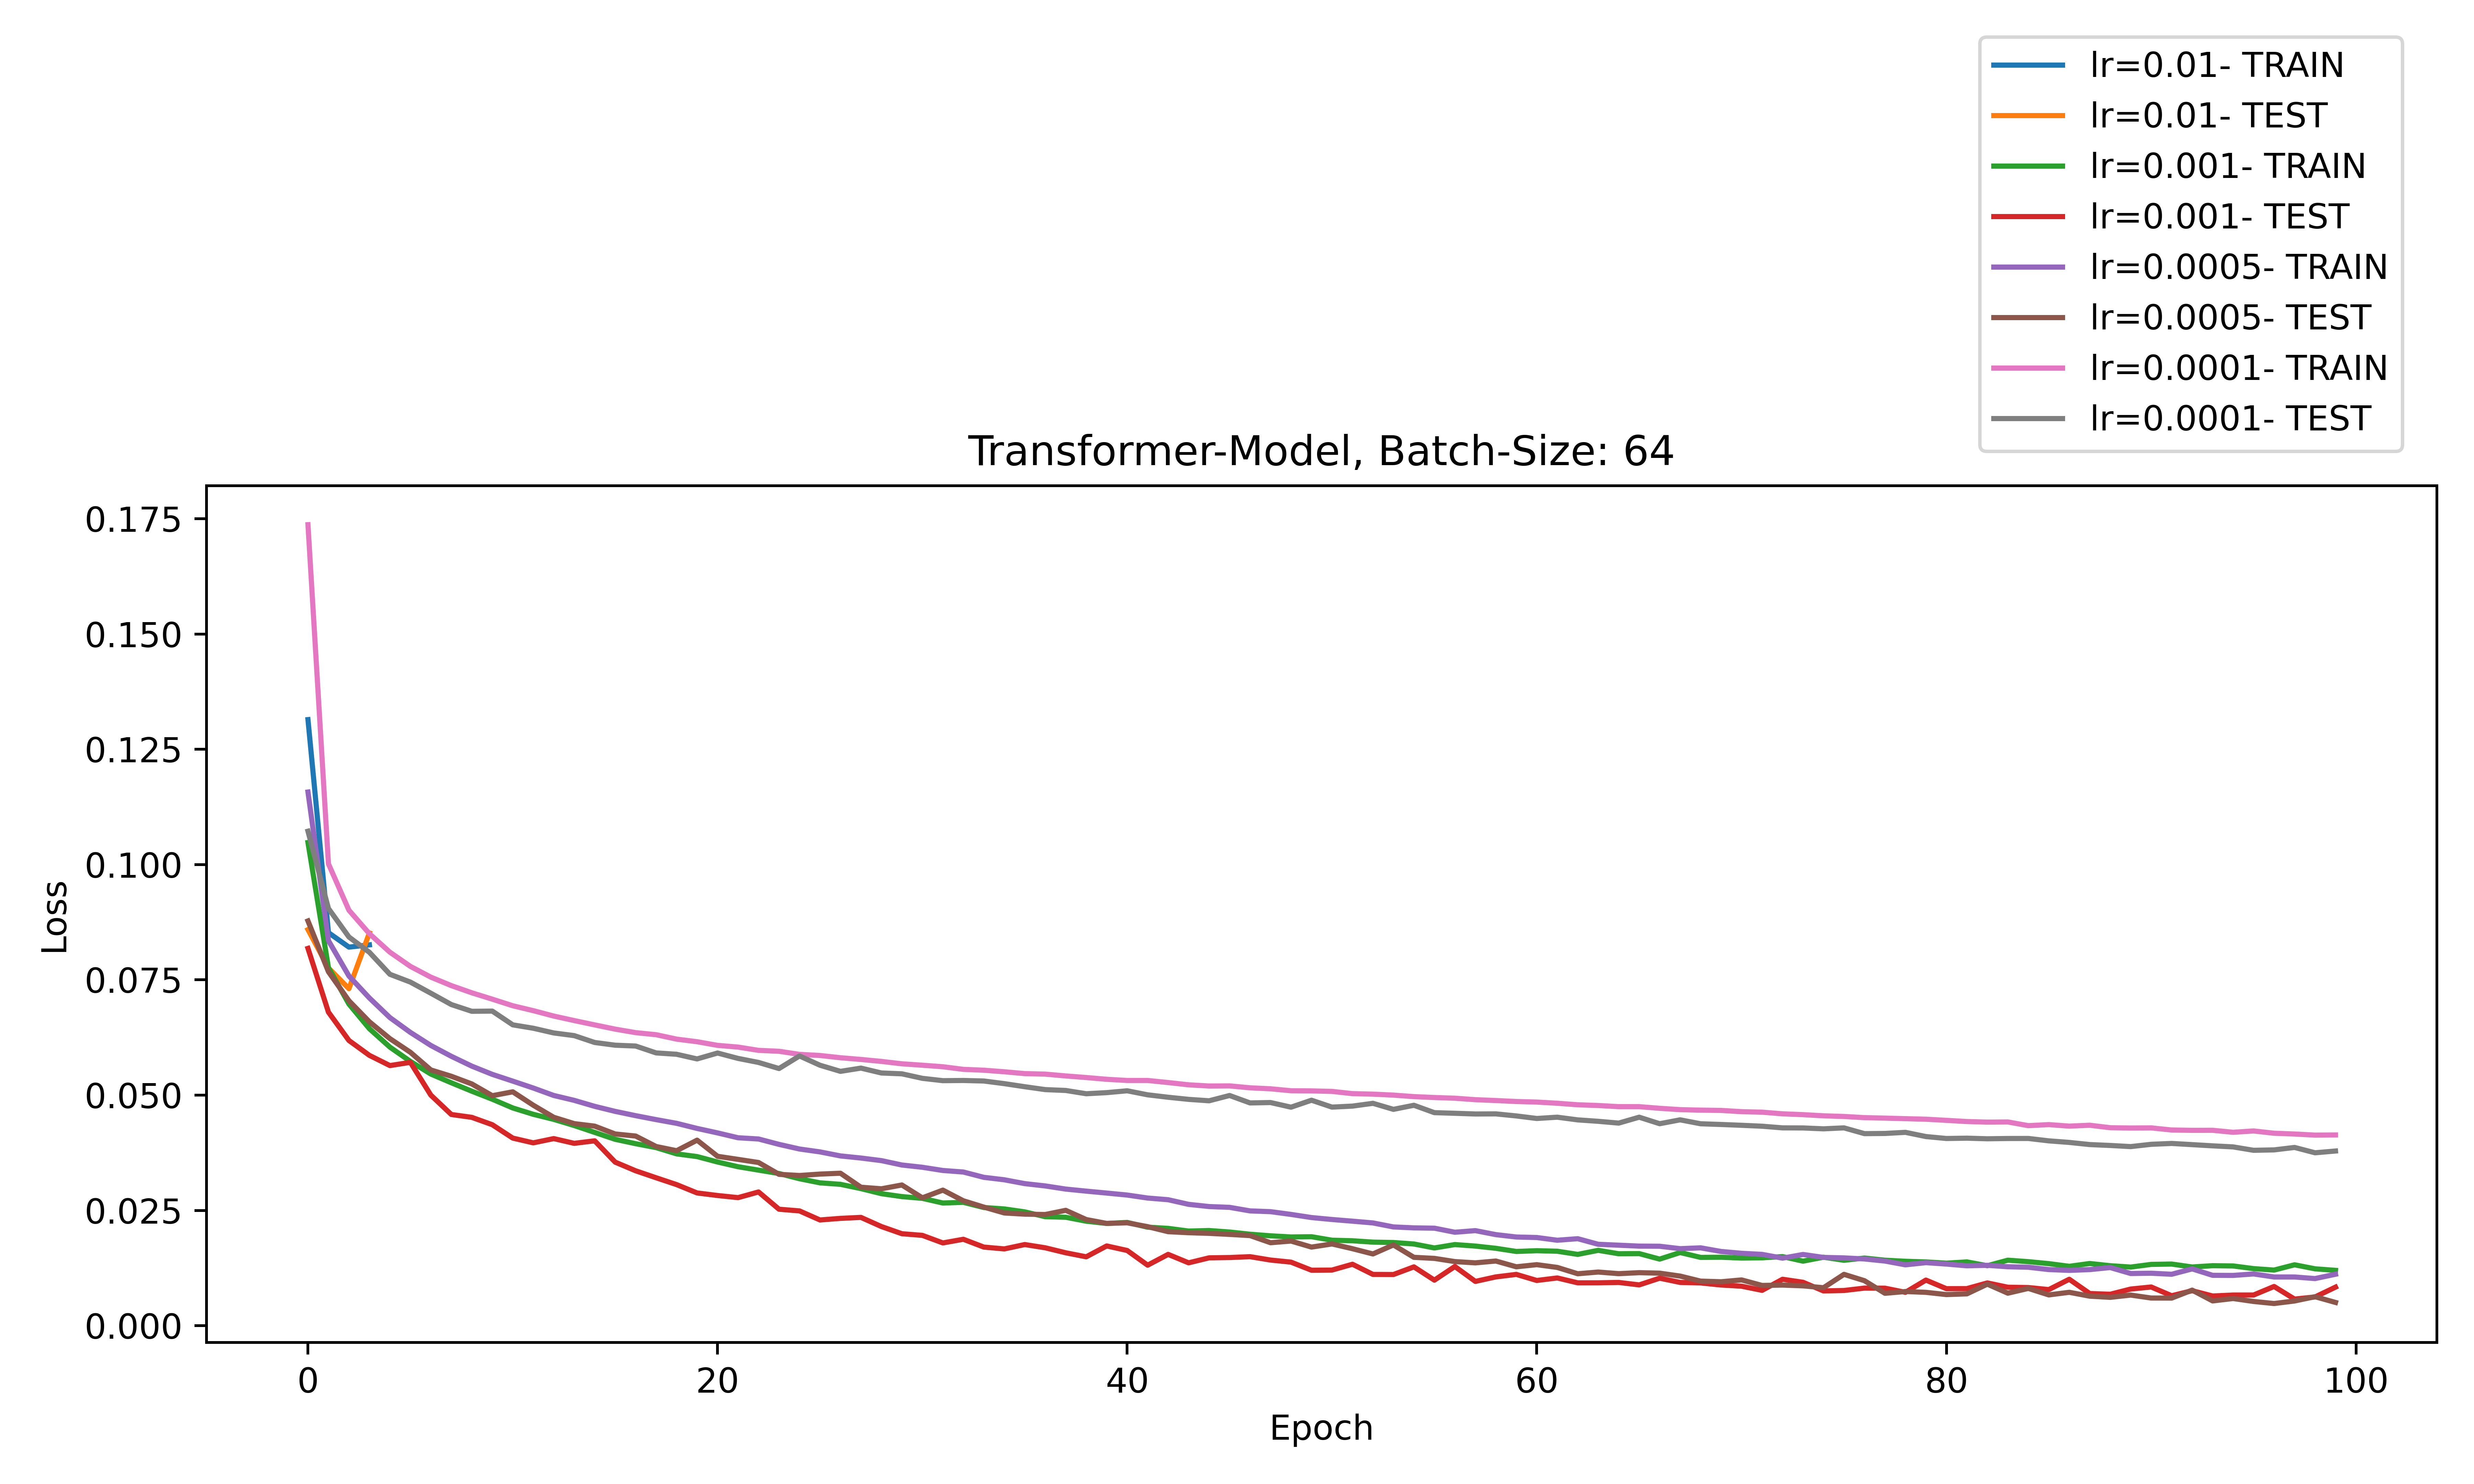 lr=0.01- TRAIN
lr=0.01- TEST
lr=0.001- TRAIN
lr=0.001- TEST
lr=0.0005- TRAIN
lr=0.0005- TEST
lr=0.0001- TRAIN
lr=0.0001- TEST
Transformer-Model, Batch-Size: 64
0.175
0.150
0.125
0.100
0.075
0.050
0.025
0.000
Loss
0 20 40 60 80 100
Epoch